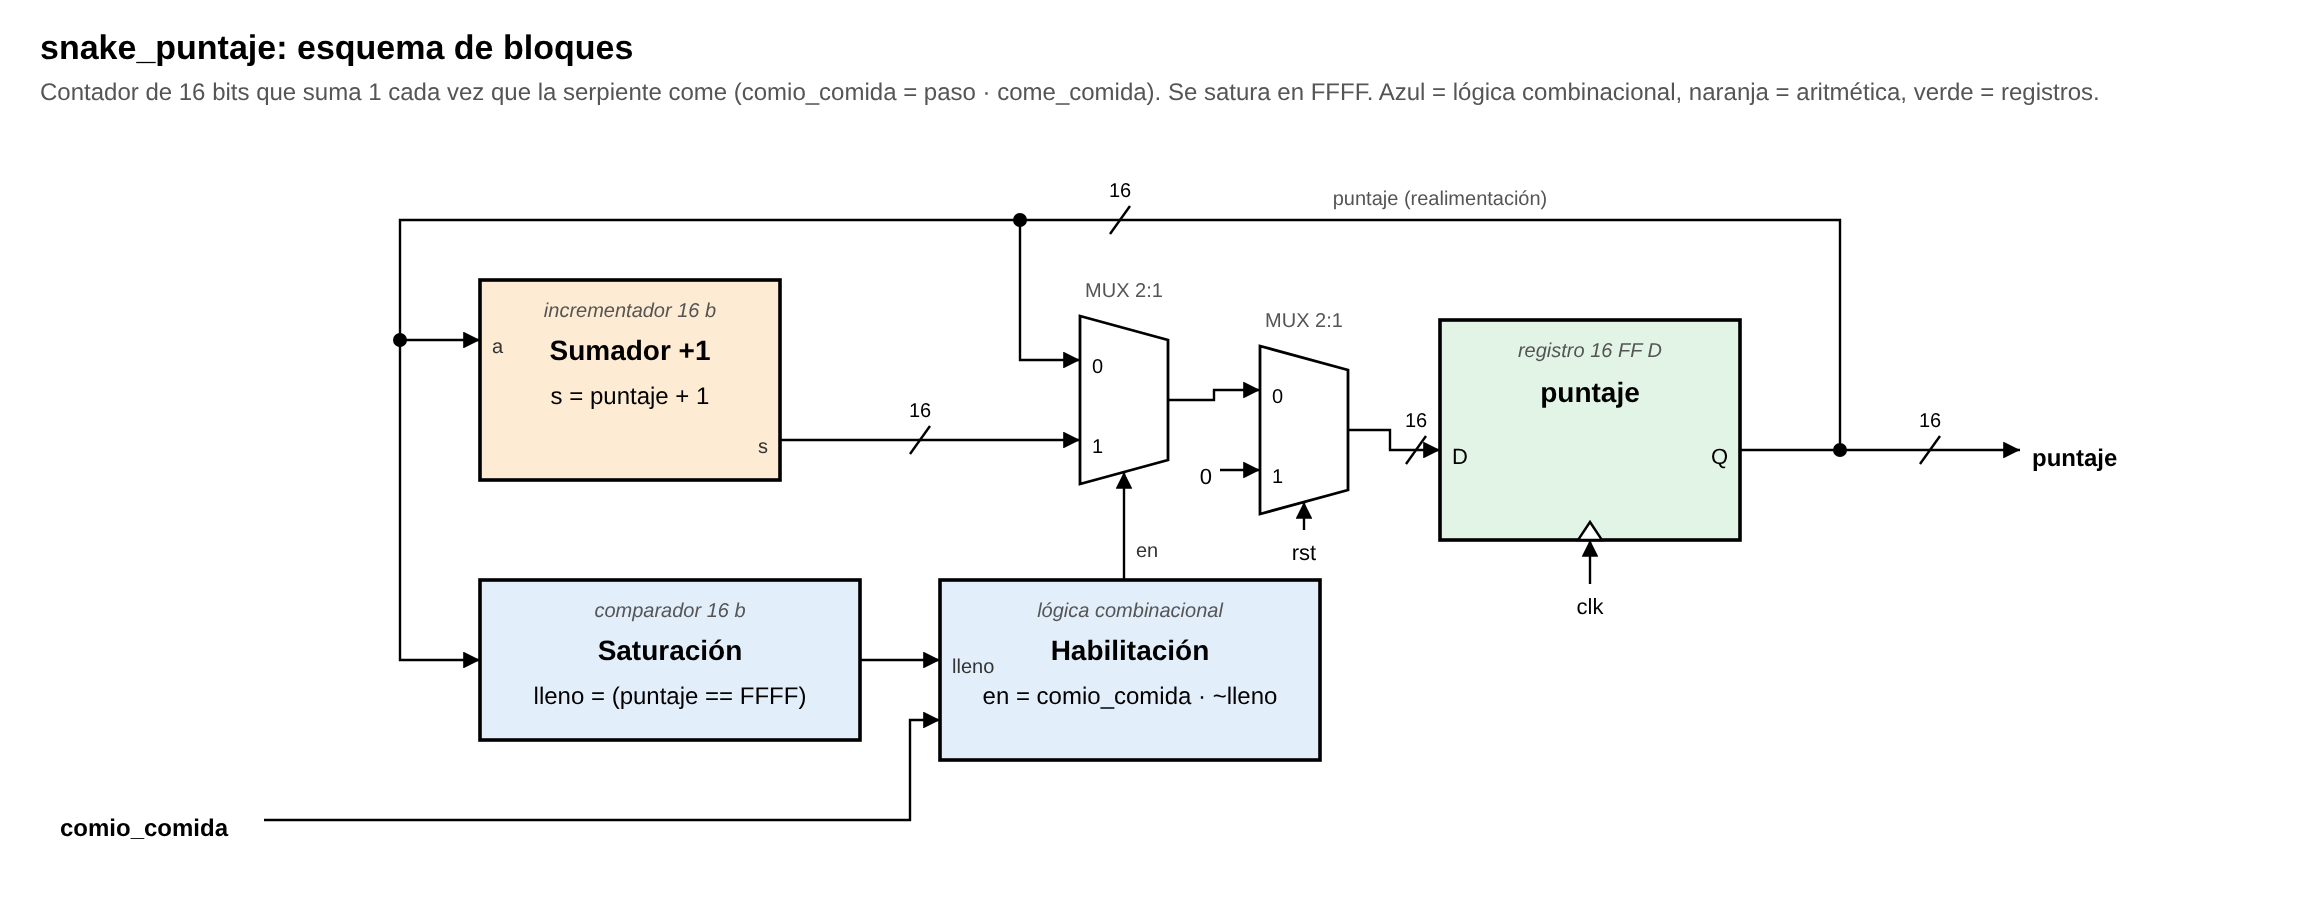 snake_puntaje: esquema de bloques
Contador de 16 bits que suma 1 cada vez que la serpiente come (comio_comida = paso · come_comida). Se satura en FFFF. Azul = lógica combinacional, naranja = aritmética, verde = registros.
16
puntaje (realimentación)
incrementador 16 b
Sumador +1
a
s = puntaje + 1
s
16
MUX 2:1
0
1
MUX 2:1
0
0
1
rst
16
registro 16 FF D
puntaje
D
Q
clk
16
puntaje
en
comparador 16 b
Saturación
lleno = (puntaje == FFFF)
lógica combinacional
Habilitación
lleno
en = comio_comida · ~lleno
comio_comida